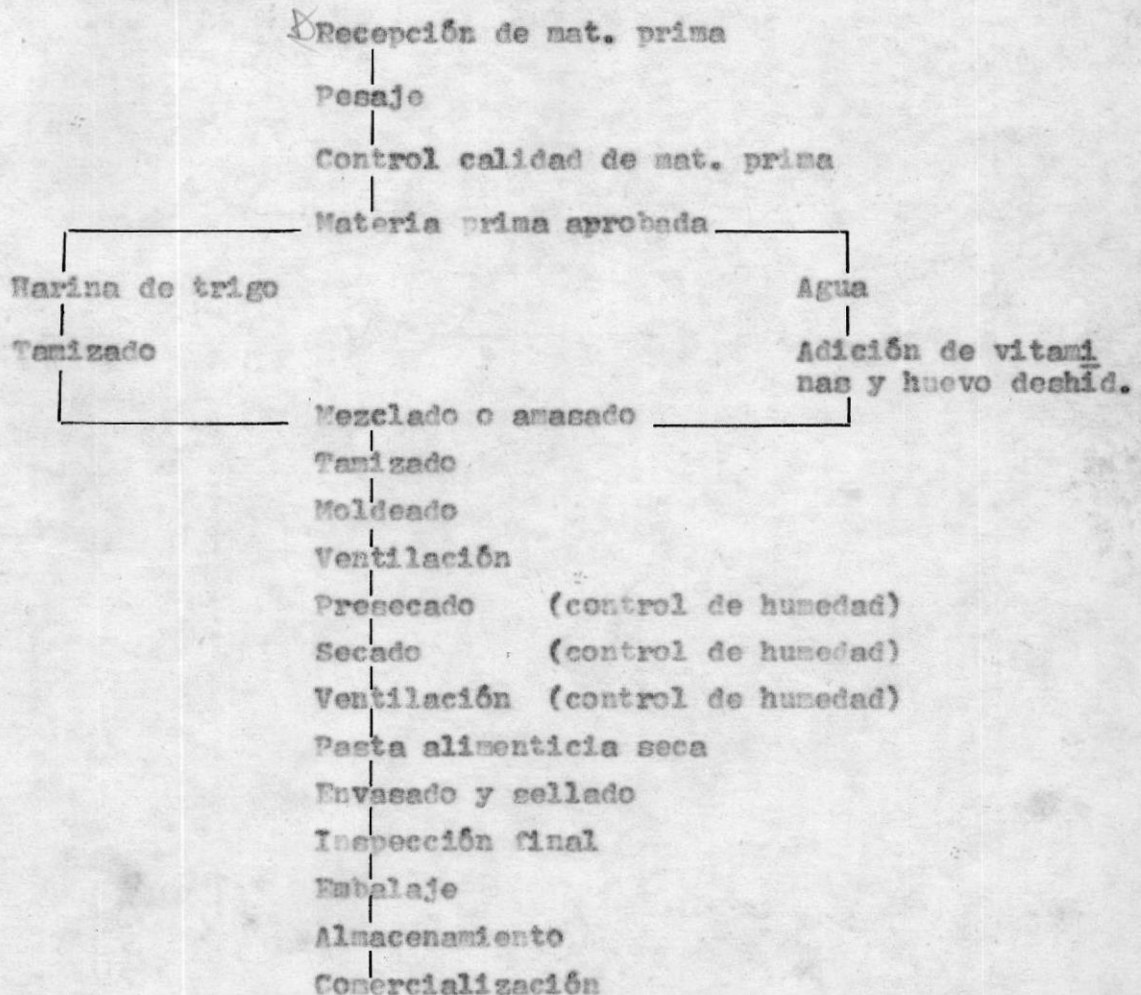 Recepción de mat. prima
Pesaje
Control calidad de mat. prima
Materia prima aprobada
Harina de trigo Agua
Tamizado Adición de vitami
nas y huevo deshid.
Mezclado o amasado
Tamizado
Moldeado
Ventilación
Presecado (control de humedad)
Secado (control de humedad)
Ventilación (control de humedad)
Pasta alimenticia seca
Envasado y sellado
Inspección final
Embalaje
Almacenamiento
Comercialización